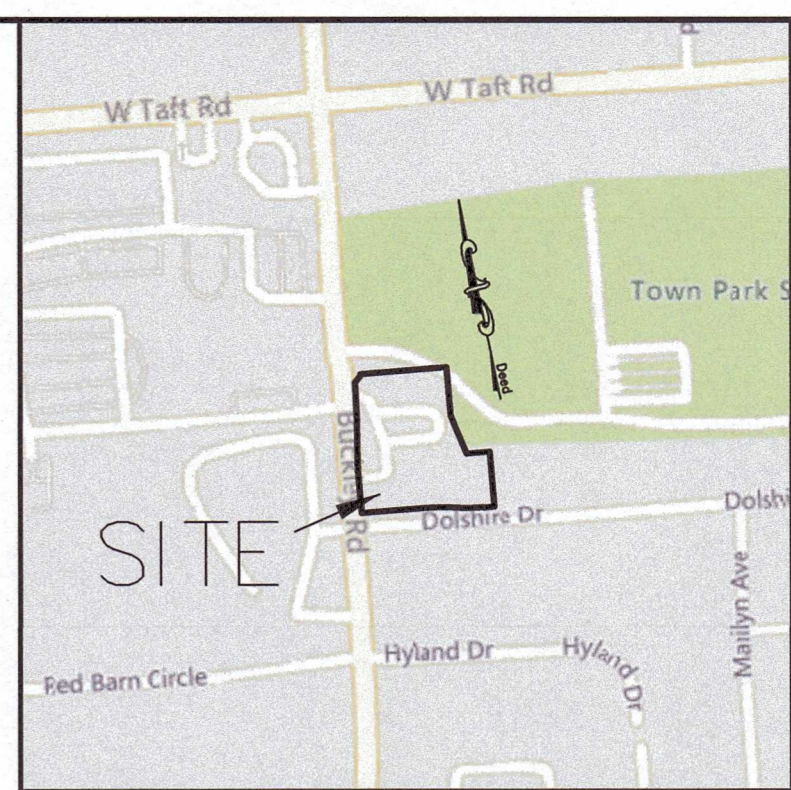 W Taft Rd
W Taft Rd
Town Park S
Deed
Buckley Rd
SITE
Dolshire Dr
Dolshi
Marilyn Ave
Hyland Dr
Hyland Dr
Red Barn Circle